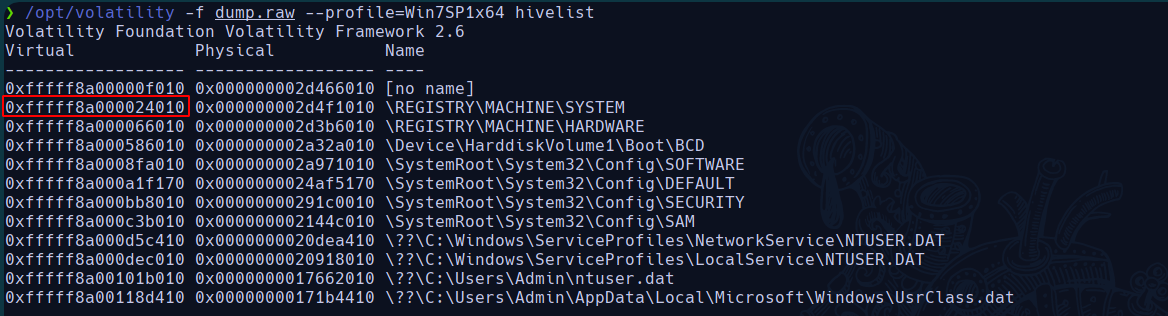 ❯ /opt/volatility -f dump.raw --profile=Win7SP1x64 hivelist
Volatility Foundation Volatility Framework 2.6
Virtual            Physical           Name
------------------ ------------------ ----
0xfffff8a00000f010 0x000000002d466010 [no name]
0xfffff8a000024010 0x000000002d4f1010 \REGISTRY\MACHINE\SYSTEM
0xfffff8a000066010 0x000000002d3b6010 \REGISTRY\MACHINE\HARDWARE
0xfffff8a000586010 0x000000002a32a010 \Device\HarddiskVolume1\Boot\BCD
0xfffff8a0008fa010 0x000000002a971010 \SystemRoot\System32\Config\SOFTWARE
0xfffff8a000a1f170 0x0000000024af5170 \SystemRoot\System32\Config\DEFAULT
0xfffff8a000bb8010 0x00000000291c0010 \SystemRoot\System32\Config\SECURITY
0xfffff8a000c3b010 0x000000002144c010 \SystemRoot\System32\Config\SAM
0xfffff8a000d5c410 0x0000000020dea410 \??\C:\Windows\ServiceProfiles\NetworkService\NTUSER.DAT
0xfffff8a000dec010 0x0000000020918010 \??\C:\Windows\ServiceProfiles\LocalService\NTUSER.DAT
0xfffff8a00101b010 0x0000000017662010 \??\C:\Users\Admin\ntuser.dat
0xfffff8a00118d410 0x00000000171b4410 \??\C:\Users\Admin\AppData\Local\Microsoft\Windows\UsrClass.dat